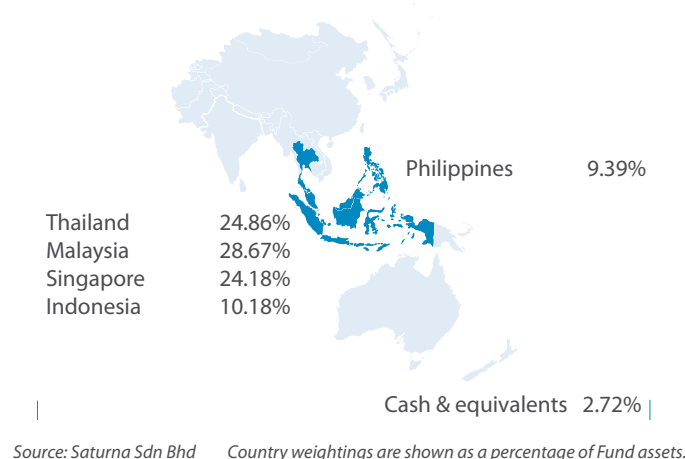 Philippines 9.39%
Thailand 24.86%
Malaysia 28.67%
Singapore 24.18%
Indonesia 10.18%
Cash & equivalents 2.72%
Source: Saturna Sdn Bhd Country weightings are shown as a percentage of Fund assets.